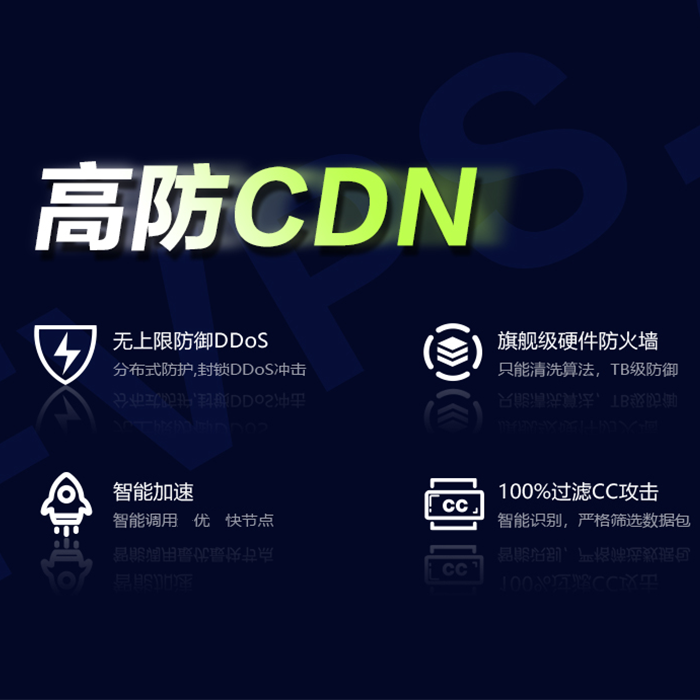 高防CDN
无上限防御DDoS
分布式防护,封锁DDoS冲击
旗舰级硬件防火墙
只能清洗算法，TB级防御
智能加速
智能调用 优 快节点
CC
100%过滤CC攻击
智能识别，严格筛选数据包